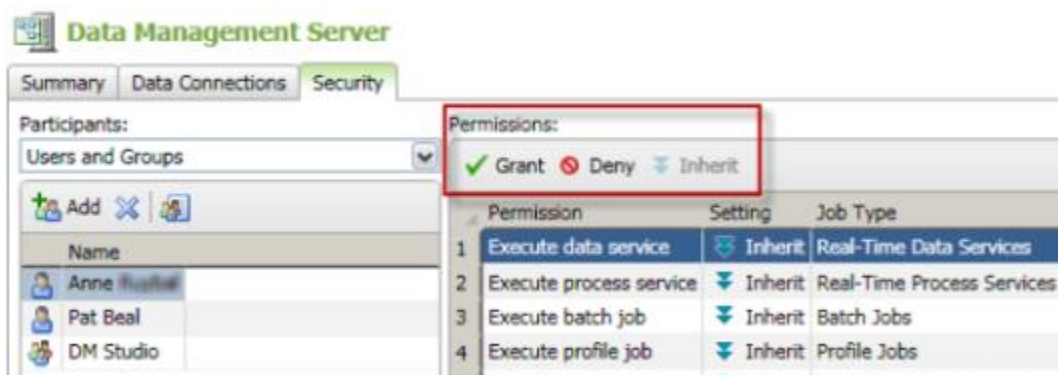 Data Management Server
Summary Data Connections Security
Participants:
Users and Groups
Add
Name
Anne
Pat Beal
DM Studio
Permissions:
Grant Deny Inherit
Permission Setting Job Type
1 Execute data service Inherit Real-Time Data Services
2 Execute process service Inherit Real-Time Process Services
3 Execute batch job Inherit Batch Jobs
4 Execute profile job Inherit Profile Jobs